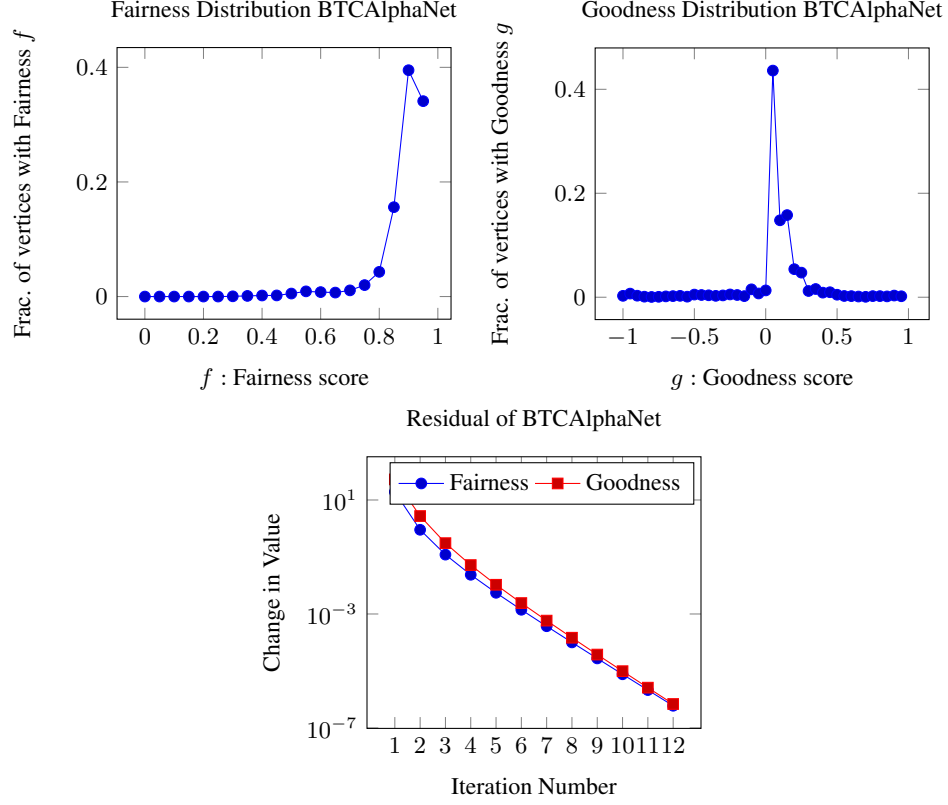 Fairness Distribution BTCAlphaNet
Frac. of vertices with Fairness f
0.4
0.2
0
0 0.2 0.4 0.6 0.8 1
f : Fairness score
Goodness Distribution BTCAlphaNet
Frac. of vertices with Goodness g
0.4
0.2
0
−1 −0.5 0 0.5 1
g : Goodness score
Residual of BTCAlphaNet
Fairness Goodness
Change in Value
10^1
10^−3
10^−7
1 2 3 4 5 6 7 8 9 10 11 12
Iteration Number